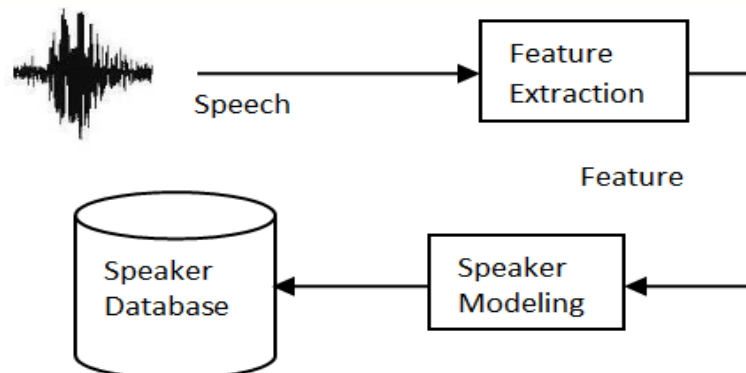 Feature
Extraction
Speech
Feature
Speaker
Database
Speaker
Modeling